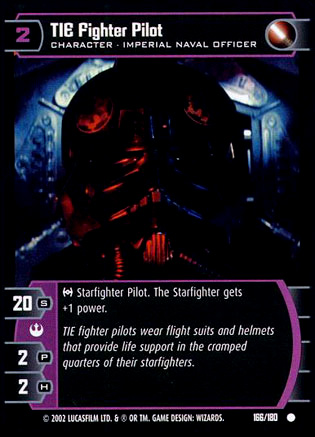 2 TIE Fighter Pilot
CHARACTER - IMPERIAL NAVAL OFFICER
20 S
Starfighter Pilot. The Starfighter gets
+1 power.
2 P
2 H
TIE fighter pilots wear flight suits and helmets
that provide life support in the cramped
quarters of their starfighters.
© 2002 LUCASFILM LTD. & ® OR TM. GAME DESIGN: WIZARDS. 166/180